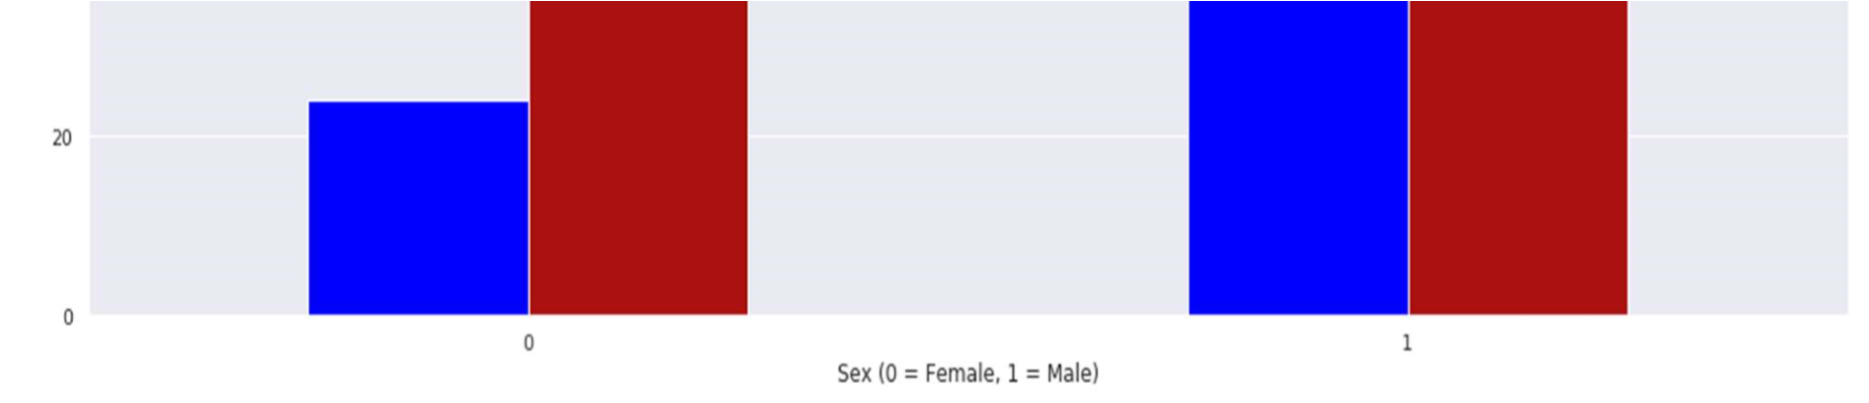 20
0
0 1
Sex (0 = Female, 1 = Male)